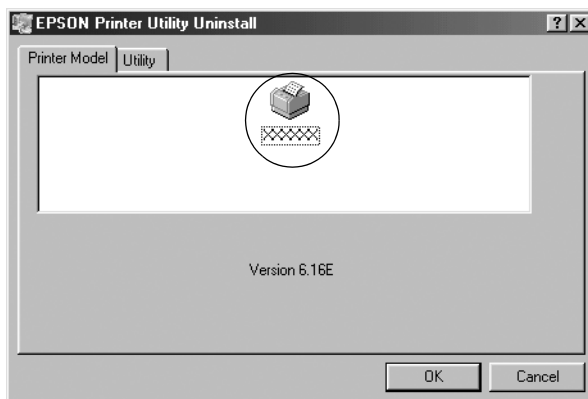 EPSON Printer Utility Uninstall
Printer Model
Utility
Version 6.16E
OK
Cancel